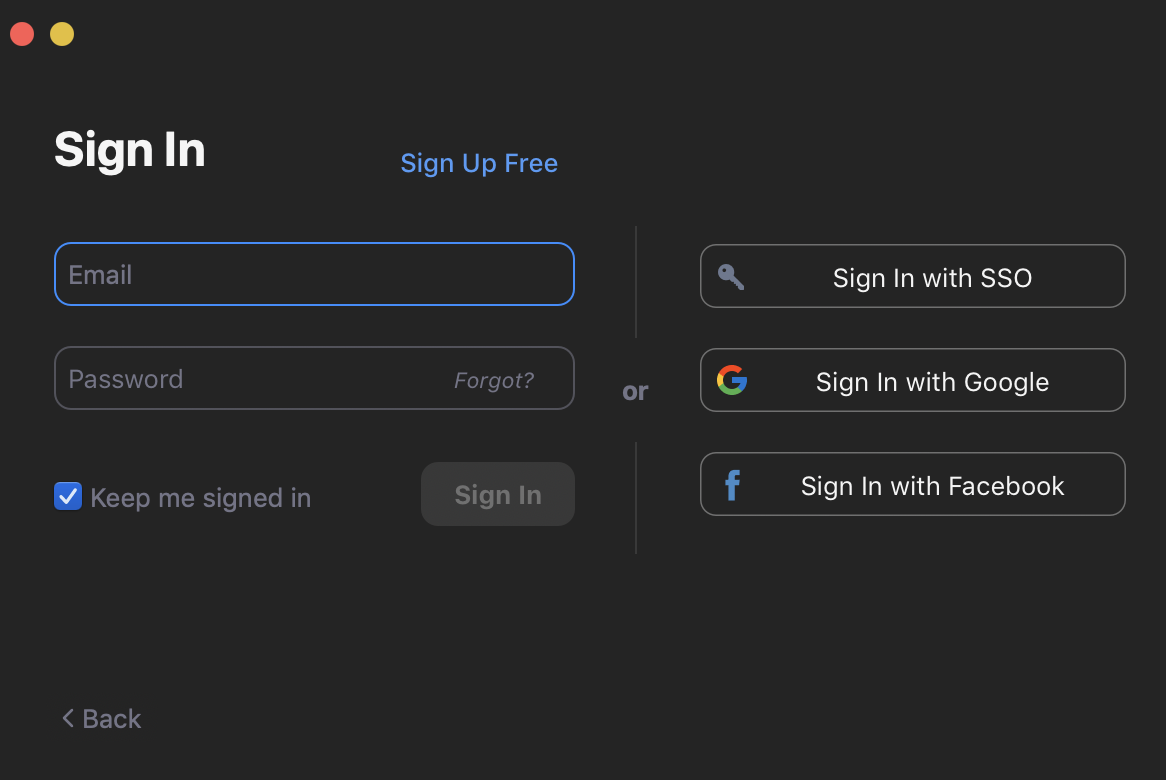 Sign In
Sign Up Free
Email
Password
Forgot?
Keep me signed in
Sign In
or
Sign In with SSO
Sign In with Google
Sign In with Facebook
Back